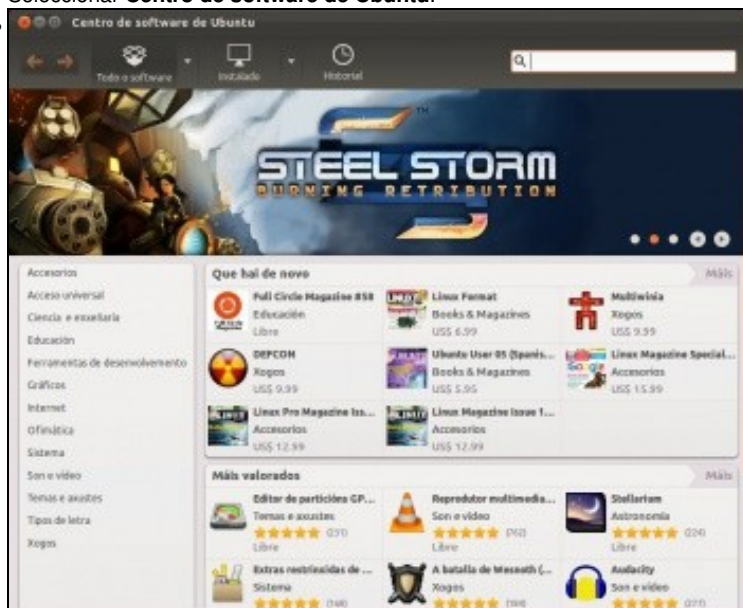 Seleccionar Centro de software de Ubuntu.
Centro de software de Ubuntu
Todo o software
Instalado
Historial
STEEL STORM
TM
BURNING RETRIBUTION
Accesorios
Acceso universal
Ciencia e enxeñaría
Educación
Ferramentas de desenvolvemento
Gráficos
Internet
Ofimática
Sistema
Son e vídeo
Temas e axustes
Tipos de letra
Xogos
Que hai de novo
Máis
Full Circle Magazine #58
Educación
Libre
Linux Format
Books & Magazines
US$ 6.99
Multiwinia
Xogos
US$ 9.99
DEFCON
Xogos
US$ 9.99
Ubuntu User 05 (Spanis...
Books & Magazines
US$ 5.95
Linux Magazine Special...
Accesorios
US$ 15.99
Linux Pro Magazine Iss...
Accesorios
US$ 12.99
Linux Magazine Issue 1...
Accesorios
US$ 12.99
Máis valorados
Máis
Editor de particións GP...
Temas e axustes
Libre
Reprodutor multimedia...
Son e vídeo
(762)
Libre
Stellarium
Astronomía
(224)
Libre
Extras restrinxidas de ...
Sistema
A batalla de Wesnoth (...
Xogos
Audacity
Son e vídeo